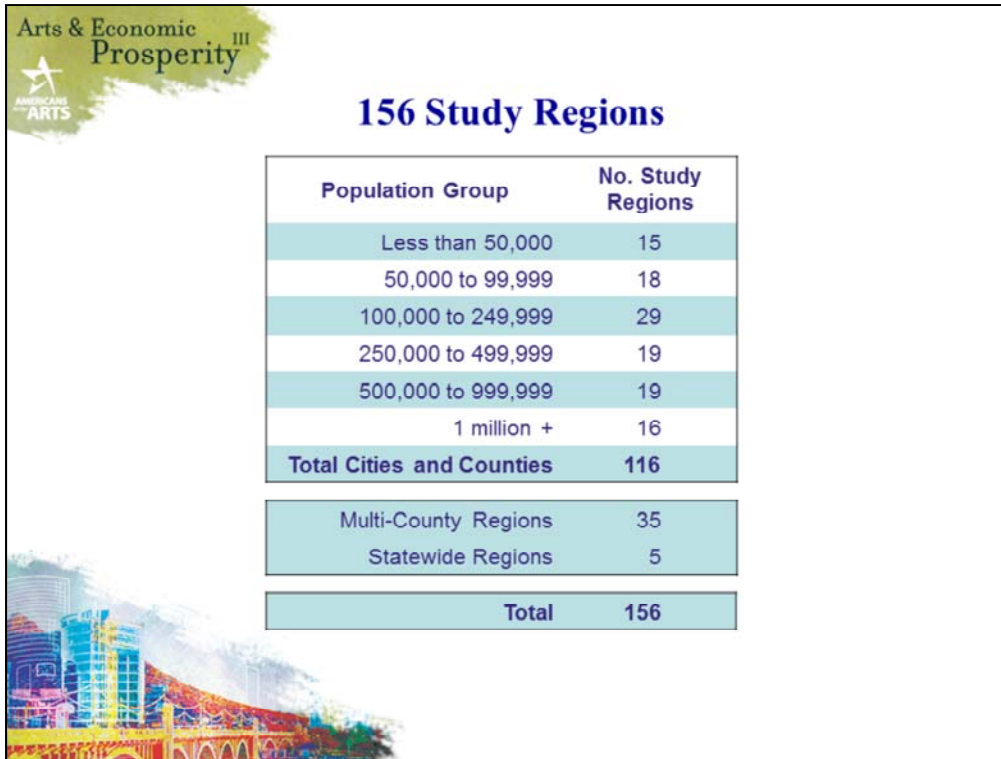 Arts & Economic
Prosperity III
AMERICANS
for the ARTS
156 Study Regions
Population Group No. Study Regions
Less than 50,000 15
50,000 to 99,999 18
100,000 to 249,999 29
250,000 to 499,999 19
500,000 to 999,999 19
1 million + 16
Total Cities and Counties 116
Multi-County Regions 35
Statewide Regions 5
Total 156